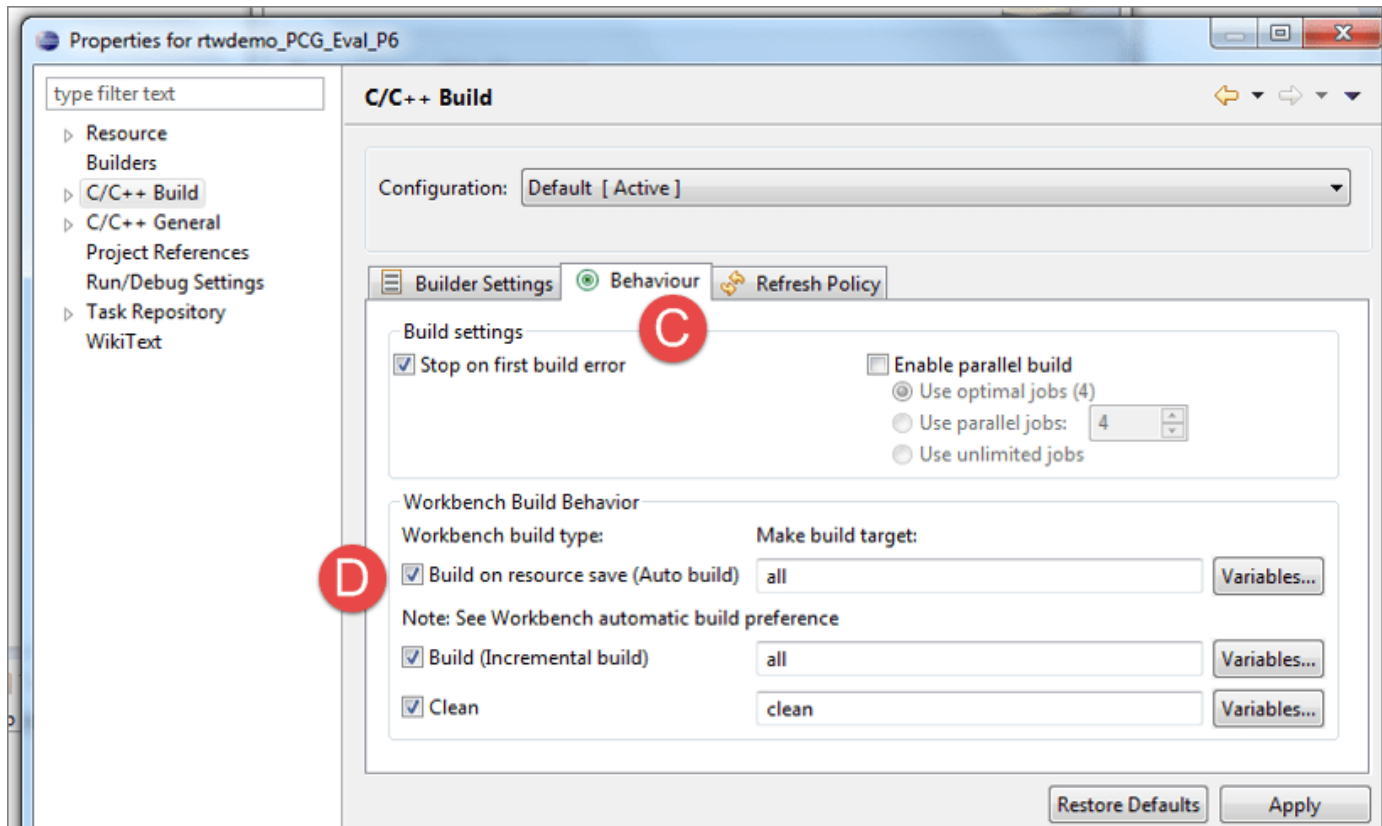 Properties for rtwdemo_PCG_Eval_P6
type filter text
Resource
Builders
C/C++ Build
C/C++ General
Project References
Run/Debug Settings
Task Repository
WikiText
C/C++ Build
Configuration: Default [ Active ]
Builder Settings Behaviour Refresh Policy
C
Build settings
Stop on first build error Enable parallel build
Use optimal jobs (4)
Use parallel jobs: 4
Use unlimited jobs
Workbench Build Behavior
Workbench build type: Make build target:
D Build on resource save (Auto build) all Variables...
Note: See Workbench automatic build preference
Build (Incremental build) all Variables...
Clean clean Variables...
Restore Defaults Apply